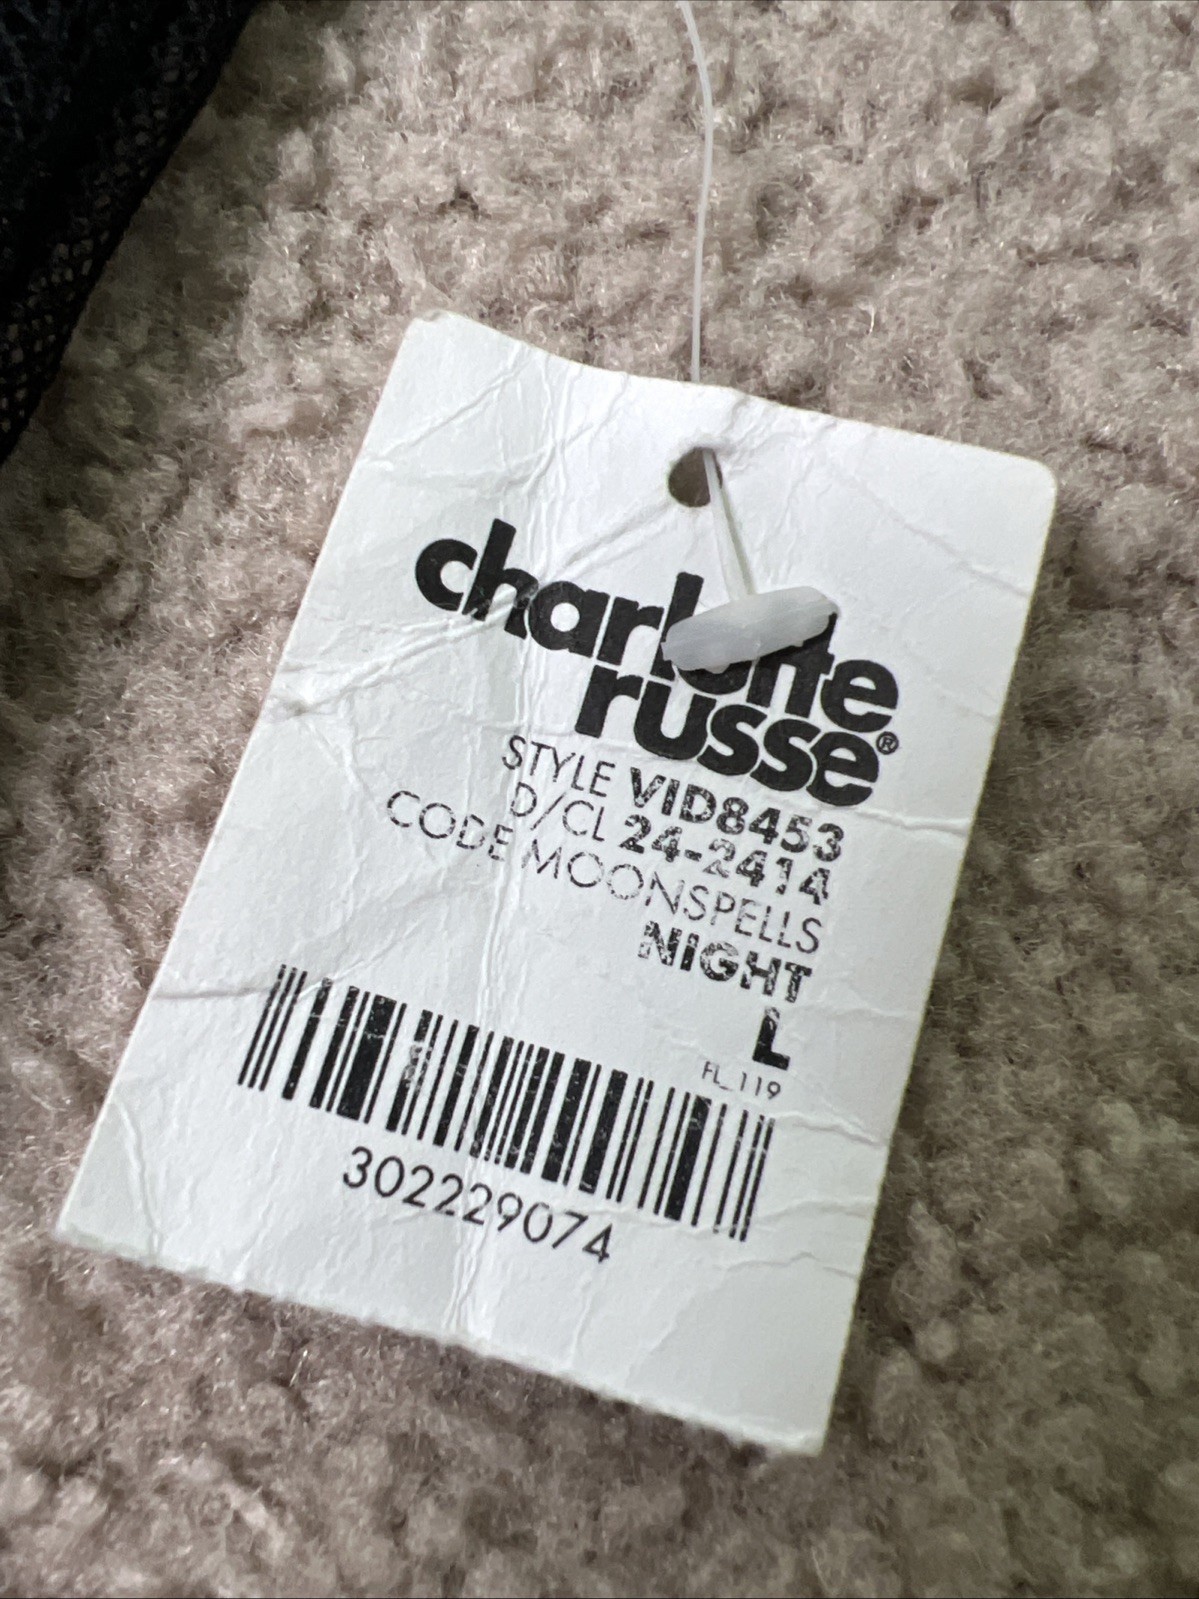 charlotte
russe®
STYLE VID8453
D/CL 24-2414
CODE MOONSPELLS
NIGHT
L
FL_119
302229074